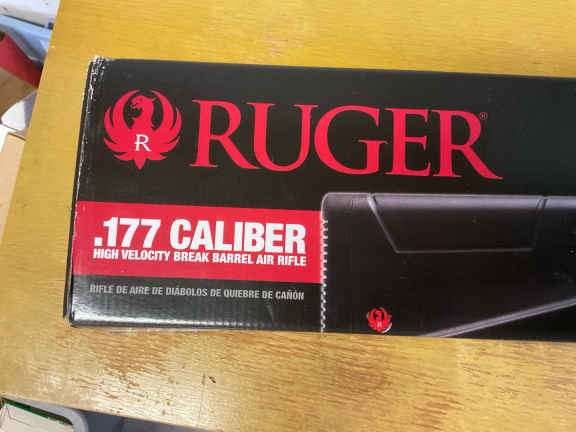 R
RUGER®
.177 CALIBER
HIGH VELOCITY BREAK BARREL AIR RIFLE
RIFLE DE AIRE DE DIÁBOLOS DE QUIEBRE DE CAÑÓN
R